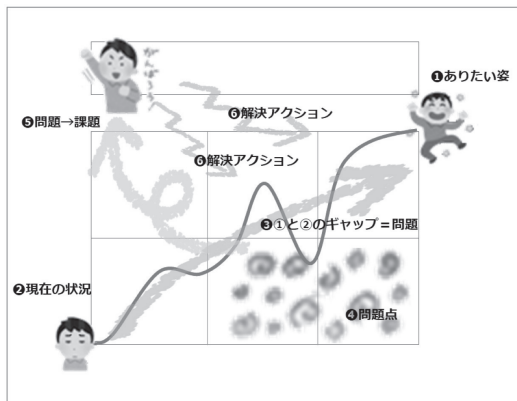 がんばろう
❶ありたい姿
❺問題→課題
❻解決アクション
❻解決アクション
❸①と②のギャップ＝問題
❷現在の状況
❹問題点